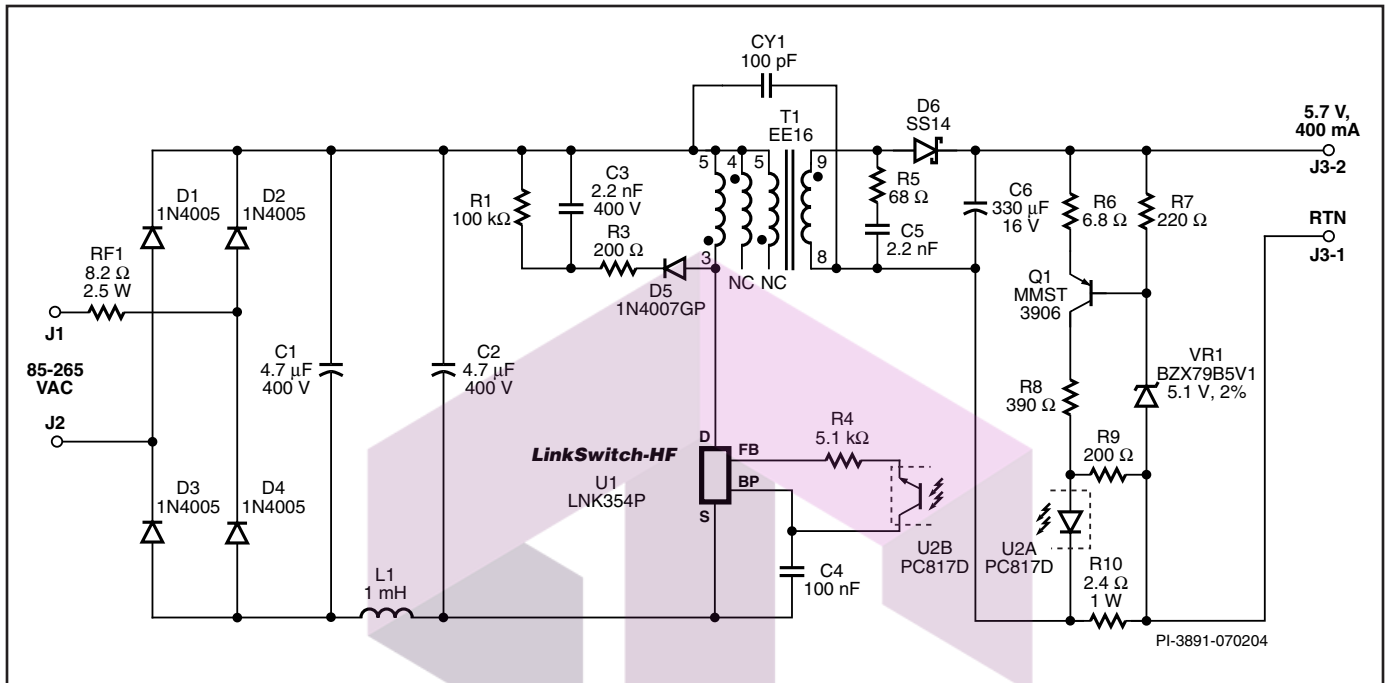 CY1
100 pF
T1
EE16
D6
SS14
5.7 V,
400 mA
J3-2
5
4
5
9
D1
1N4005
D2
1N4005
R1
100 kΩ
C3
2.2 nF
400 V
R3
200 Ω
R5
68 Ω
C5
2.2 nF
C6
330 µF
16 V
R6
6.8 Ω
R7
220 Ω
RTN
J3-1
RF1
8.2 Ω
2.5 W
3
NC NC
8
D5
1N4007GP
Q1
MMST
3906
J1
85-265
VAC
J2
C1
4.7 µF
400 V
C2
4.7 µF
400 V
VR1
BZX79B5V1
5.1 V, 2%
R8
390 Ω
R4
5.1 kΩ
R9
200 Ω
LinkSwitch-HF
U1
LNK354P
D
FB
BP
S
D3
1N4005
D4
1N4005
U2B
PC817D
U2A
PC817D
L1
1 mH
C4
100 nF
R10
2.4 Ω
1 W
PI-3891-070204